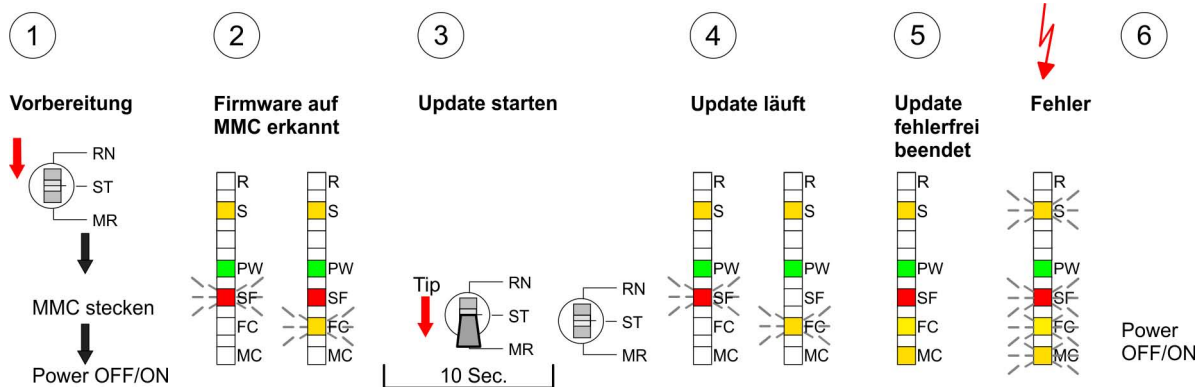 1
Vorbereitung
RN
ST
MR
MMC stecken
Power OFF/ON
2
Firmware auf
MMC erkannt
R
S
PW
SF
FC
MC
R
S
PW
SF
FC
MC
3
Update starten
Tip
RN
ST
MR
RN
ST
MR
10 Sec.
4
Update läuft
R
S
PW
SF
FC
MC
R
S
PW
SF
FC
MC
5
Update
fehlerfrei
beendet
R
S
PW
SF
FC
MC
Fehler
R
S
PW
SF
FC
MC
6
Power
OFF/ON